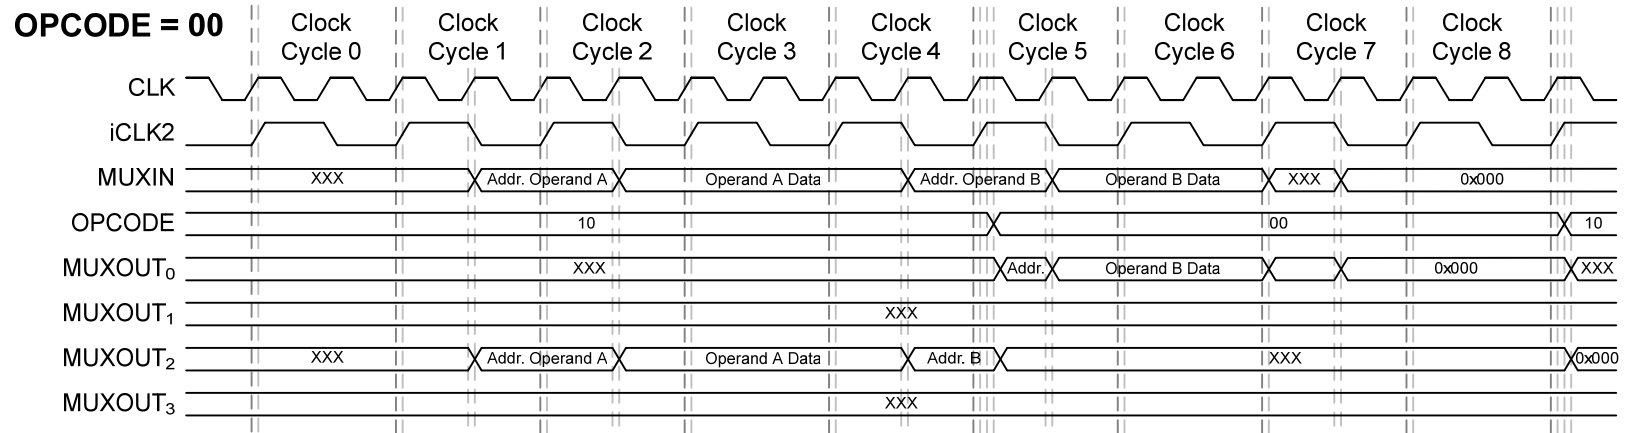 OPCODE = 00
Clock Cycle 0
Clock Cycle 1
Clock Cycle 2
Clock Cycle 3
Clock Cycle 4
Clock Cycle 5
Clock Cycle 6
Clock Cycle 7
Clock Cycle 8
CLK
iCLK2
MUXIN XXX Addr. Operand A Operand A Data Addr. Operand B Operand B Data XXX 0x000
OPCODE 10 00 10
MUXOUT₀ XXX Addr. Operand B Data 0x000 XXX
MUXOUT₁ XXX
MUXOUT₂ XXX Addr. Operand A Operand A Data Addr. B XXX 0x000
MUXOUT₃ XXX